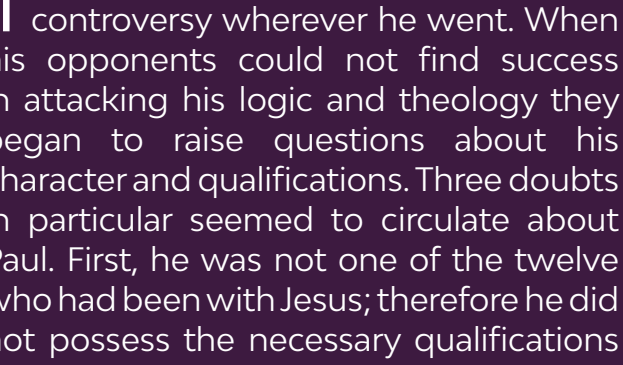 controversy wherever he went. When
is opponents could not find success
attacking his logic and theology they
egan to raise questions about his
haracter and qualifications. Three doubts
particular seemed to circulate about
Paul. First, he was not one of the twelve
who had been with Jesus; therefore he did
not possess the necessary qualifications